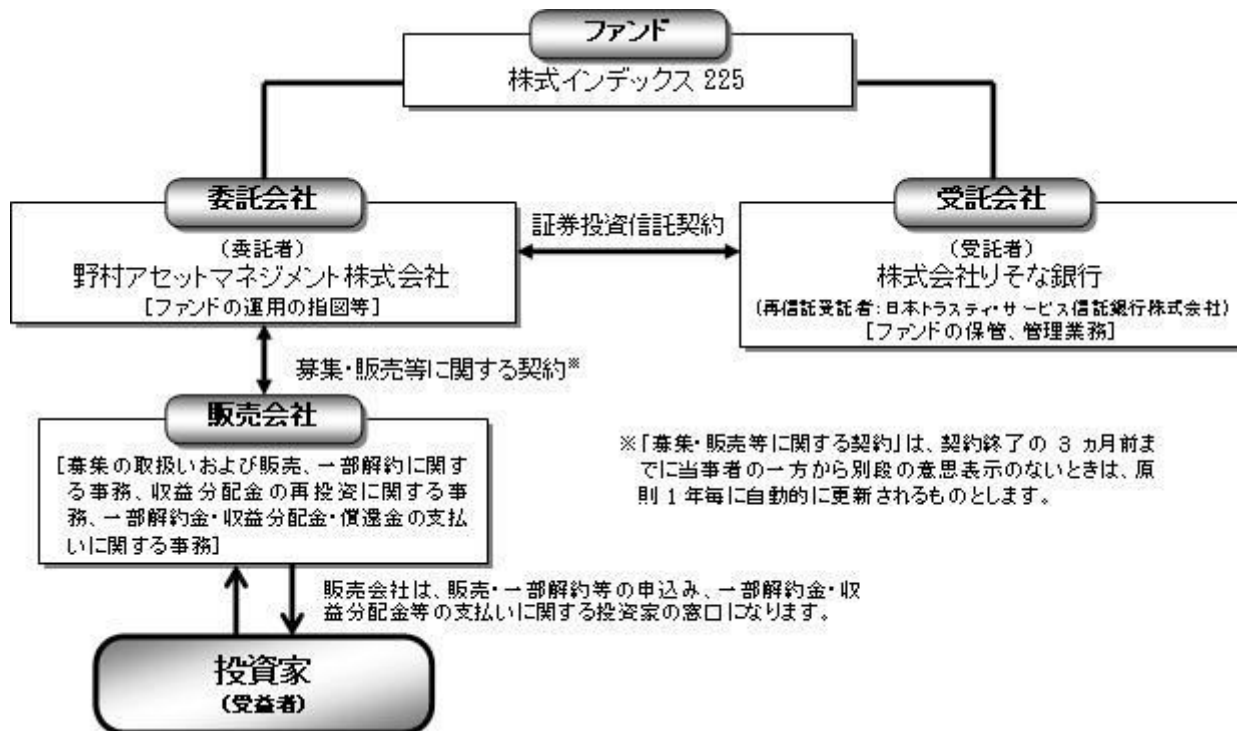 ファンド
株式インデックス 225
委託会社
(委託者)
野村アセットマネジメント株式会社
[ファンドの運用の指図等]
証券投資信託契約
受託会社
(受託者)
株式会社りそな銀行
(再信託受託者:日本トラスティ・サービス信託銀行株式会社)
[ファンドの保管、管理業務]
募集・販売等に関する契約※
販売会社
[募集の取扱いおよび販売、一部解約に関す
る事務、収益分配金の再投資に関する事
務、一部解約金・収益分配金・償還金の支払
いに関する事務]
※「募集・販売等に関する契約」は、契約終了の 3 ヵ月前ま
でに当事者の一方から別段の意思表示のないときは、原
則 1 年毎に自動的に更新されるものとします。
販売会社は、販売・一部解約等の申込み、一部解約金・収
益分配金等の支払いに関する投資家の窓口になります。
投資家
(受益者)